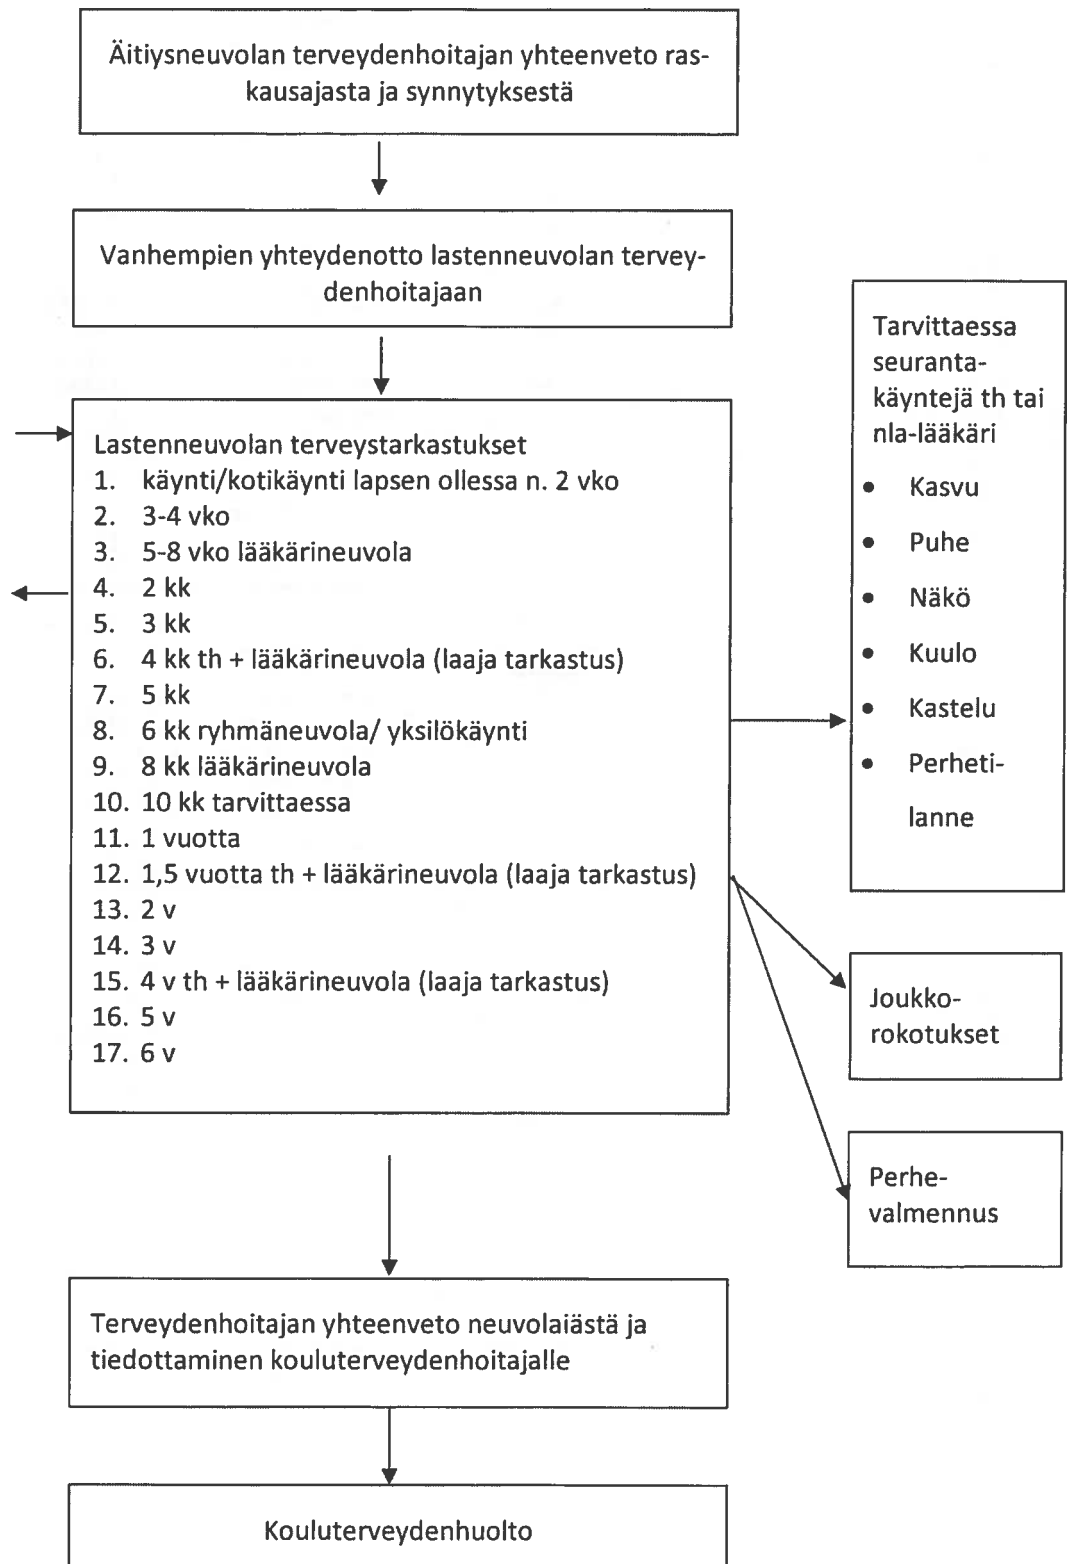 Äitiysneuvolan terveydenhoitajan yhteenveto ras-
kausajasta ja synnytyksestä
Vanhempien yhteydenotto lastenneuvolan tervey-
denhoitajaan
Lastenneuvolan terveystarkastukset
1. käynti/kotikäynti lapsen ollessa n. 2 vko
2. 3-4 vko
3. 5-8 vko lääkärineuvola
4. 2 kk
5. 3 kk
6. 4 kk th + lääkärineuvola (laaja tarkastus)
7. 5 kk
8. 6 kk ryhmäneuvola/ yksilökäynti
9. 8 kk lääkärineuvola
10. 10 kk tarvittaessa
11. 1 vuotta
12. 1,5 vuotta th + lääkärineuvola (laaja tarkastus)
13. 2 v
14. 3 v
15. 4 v th + lääkärineuvola (laaja tarkastus)
16. 5 v
17. 6 v
Tarvittaessa
seuranta-
käyntejä th tai
nla-lääkäri
• Kasvu
• Puhe
• Näkö
• Kuulo
• Kastelu
• Perheti-
lanne
Joukko-
rokotukset
Perhe-
valmennus
Terveydenhoitajan yhteenveto neuvolaiästä ja
tiedottaminen kouluterveydenhoitajalle
Kouluterveydenhuolto